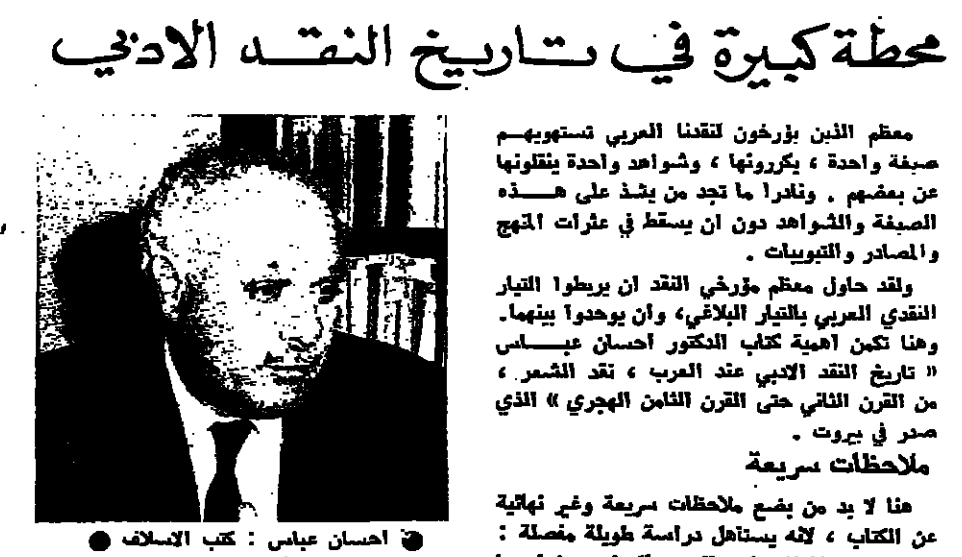 محطة كبيرة في تاريخ النقد الادبي
معظم الذين يؤرخون لنقدنا العربي تستهويهم
صيغة واحدة ، يكررونها ، وشواهد واحدة ينقلونها
عن بعضهم . ونادرا ما تجد من يشذ على هذه
الصيغة والشواهد دون ان يسقط في عثرات المنهج
والمصادر والتبويبات .
ولقد حاول معظم مؤرخي النقد ان يربطوا التيار
النقدي العربي بالتيار البلاغي، وأن يوحدوا بينهما.
وهنا تكمن اهمية كتاب الدكتور احسان عباس
« تاريخ النقد الادبي عند العرب ، نقد الشعر ،
من القرن الثاني حتى القرن الثامن الهجري » الذي
صدر في بيروت .
ملاحظات سريعة
هنا لا بد من بضع ملاحظات سريعة وغير نهائية
عن الكتاب ، لانه يستاهل دراسة طويلة مفصلة :
احسان عباس : كتب الاسلاف